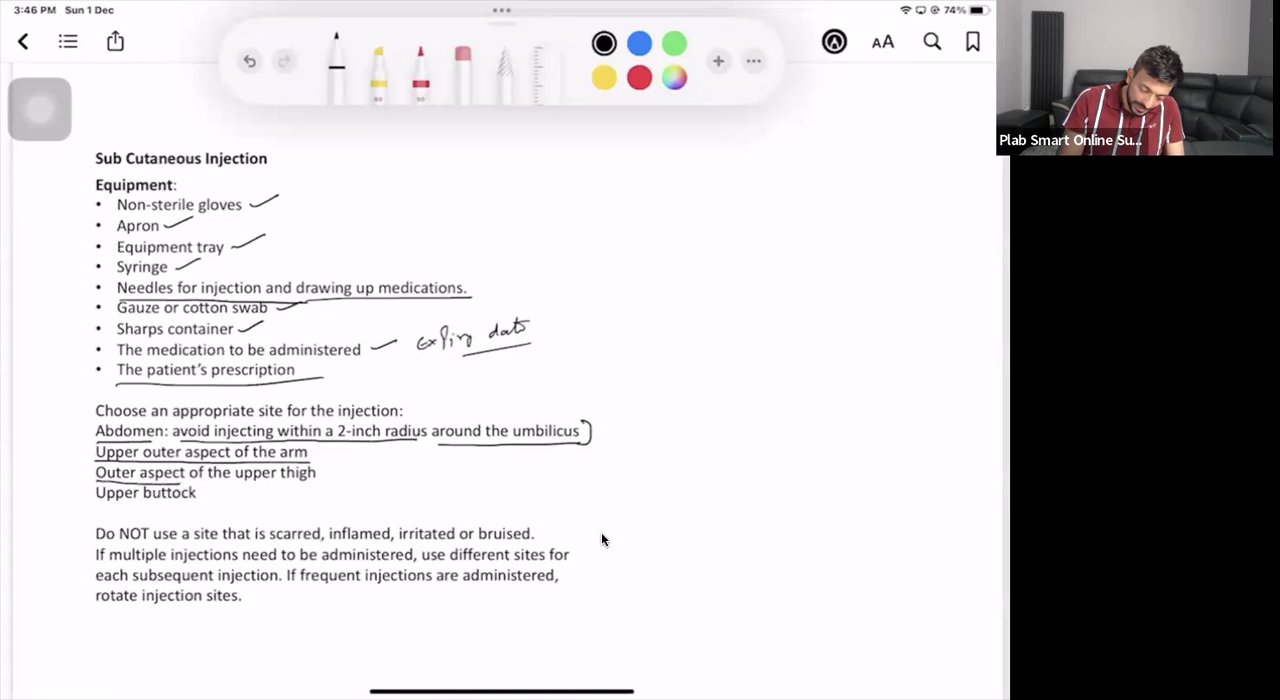 3:46 PM Sun 1 Dec
74%
AA
Plab Smart Online Su...
Sub Cutaneous Injection
Equipment:
• Non-sterile gloves
• Apron
• Equipment tray
• Syringe
• Needles for injection and drawing up medications.
• Gauze or cotton swab
• Sharps container
• The medication to be administered expiry date
• The patient's prescription
Choose an appropriate site for the injection:
Abdomen: avoid injecting within a 2-inch radius around the umbilicus
Upper outer aspect of the arm
Outer aspect of the upper thigh
Upper buttock
Do NOT use a site that is scarred, inflamed, irritated or bruised.
If multiple injections need to be administered, use different sites for
each subsequent injection. If frequent injections are administered,
rotate injection sites.